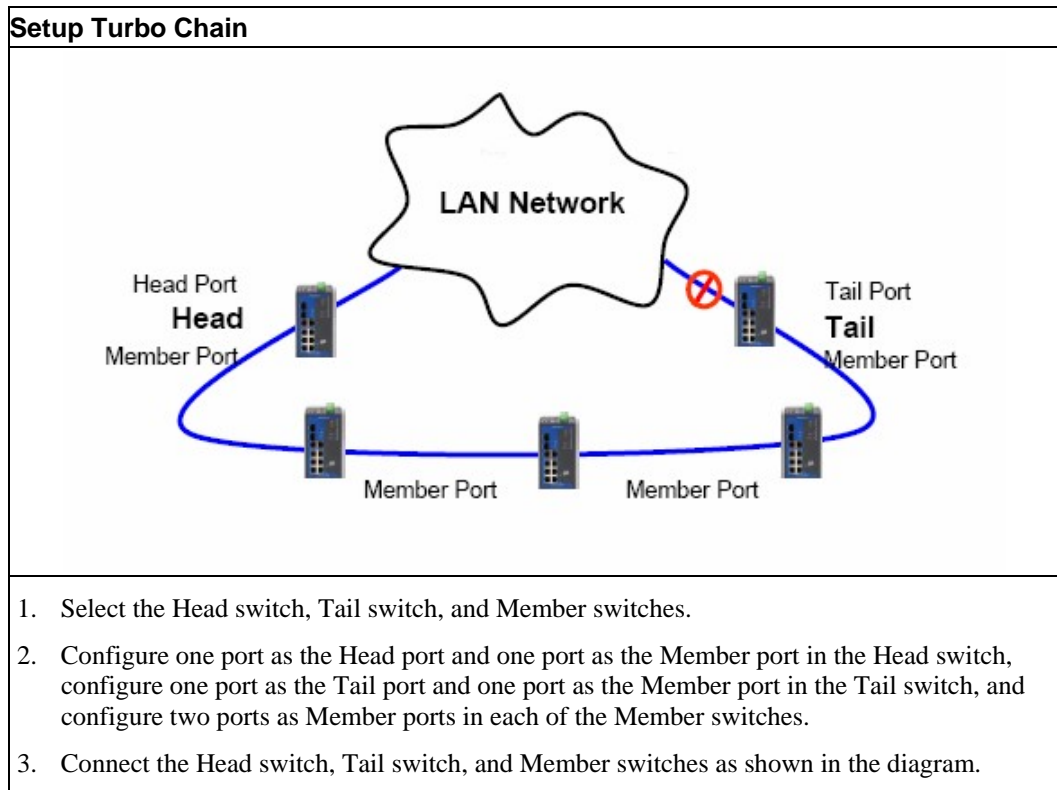 Setup Turbo Chain
LAN Network
Head Port
Head
Member Port
Tail Port
Tail
Member Port
Member Port
Member Port
1. Select the Head switch, Tail switch, and Member switches.
2. Configure one port as the Head port and one port as the Member port in the Head switch,
configure one port as the Tail port and one port as the Member port in the Tail switch, and
configure two ports as Member ports in each of the Member switches.
3. Connect the Head switch, Tail switch, and Member switches as shown in the diagram.